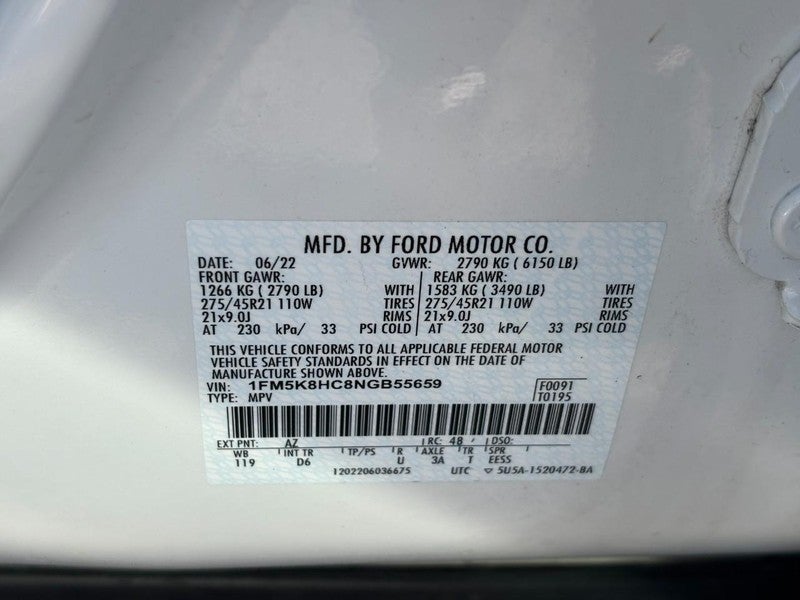 MFD. BY FORD MOTOR CO.
DATE: 06/22 GVWR: 2790 KG ( 6150 LB)
FRONT GAWR: REAR GAWR:
1266 KG ( 2790 LB) WITH 1583 KG ( 3490 LB) WITH
275/45R21 110W TIRES 275/45R21 110W TIRES
21x9.0J RIMS 21x9.0J RIMS
AT 230 kPa/ 33 PSI COLD AT 230 kPa/ 33 PSI COLD
THIS VEHICLE CONFORMS TO ALL APPLICABLE FEDERAL MOTOR
VEHICLE SAFETY STANDARDS IN EFFECT ON THE DATE OF
MANUFACTURE SHOWN ABOVE.
VIN: 1FM5K8HC8NGB55659 F0091
TYPE: MPV T0195
EXT PNT: AZ RC: 48 DSO:
WB INT TR TP/PS R AXLE TR SPR
119 D6 U 3A T EESS
1202206036675 UTC 5U5A-1520472-BA